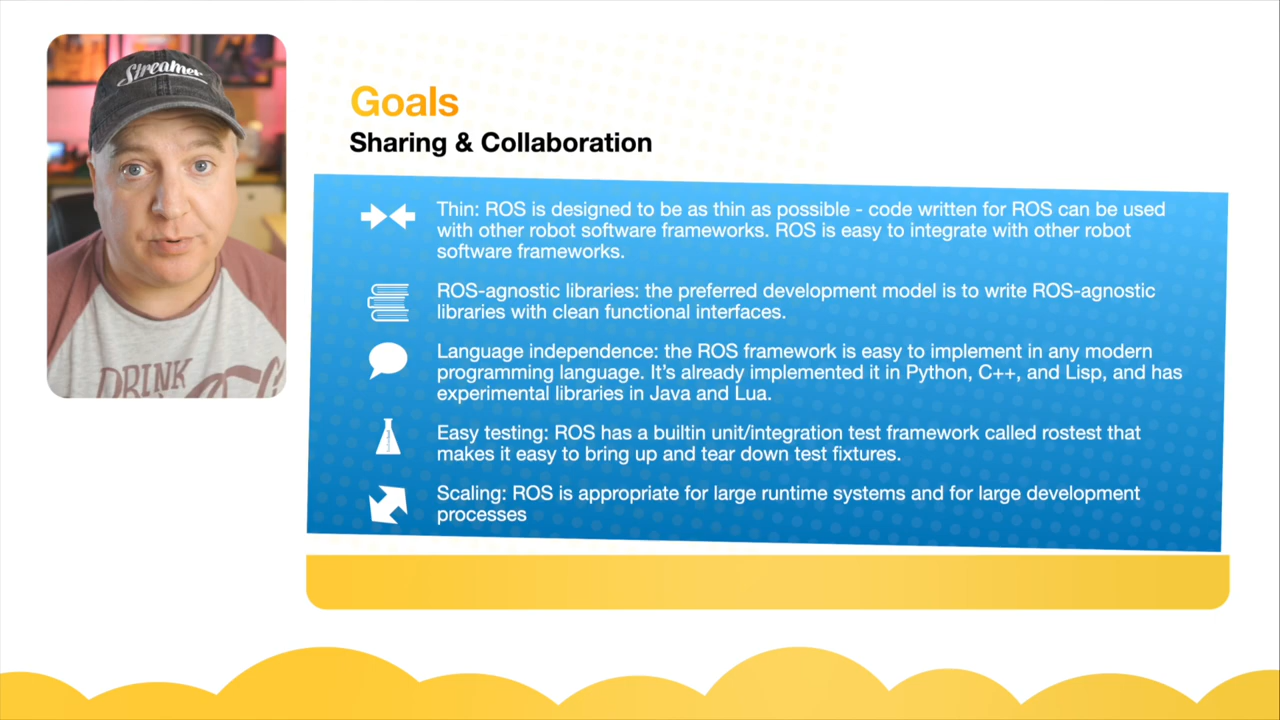 Streamer
Goals
Sharing & Collaboration
Thin: ROS is designed to be as thin as possible - code written for ROS can be used
with other robot software frameworks. ROS is easy to integrate with other robot
software frameworks.
ROS-agnostic libraries: the preferred development model is to write ROS-agnostic
libraries with clean functional interfaces.
Language independence: the ROS framework is easy to implement in any modern
programming language. It’s already implemented it in Python, C++, and Lisp, and has
experimental libraries in Java and Lua.
Easy testing: ROS has a builtin unit/integration test framework called rostest that
makes it easy to bring up and tear down test fixtures.
Scaling: ROS is appropriate for large runtime systems and for large development
processes
DRINK